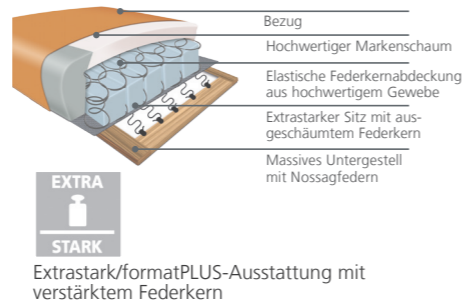 Bezug
Hochwertiger Markenschaum
Elastische Federkernabdeckung
aus hochwertigem Gewebe
Extrastarker Sitz mit aus-
geschäumtem Federkern
Massives Untergestell
mit Nossagfedern
EXTRA
STARK
Extrastark/formatPLUS-Ausstattung mit
verstärktem Federkern